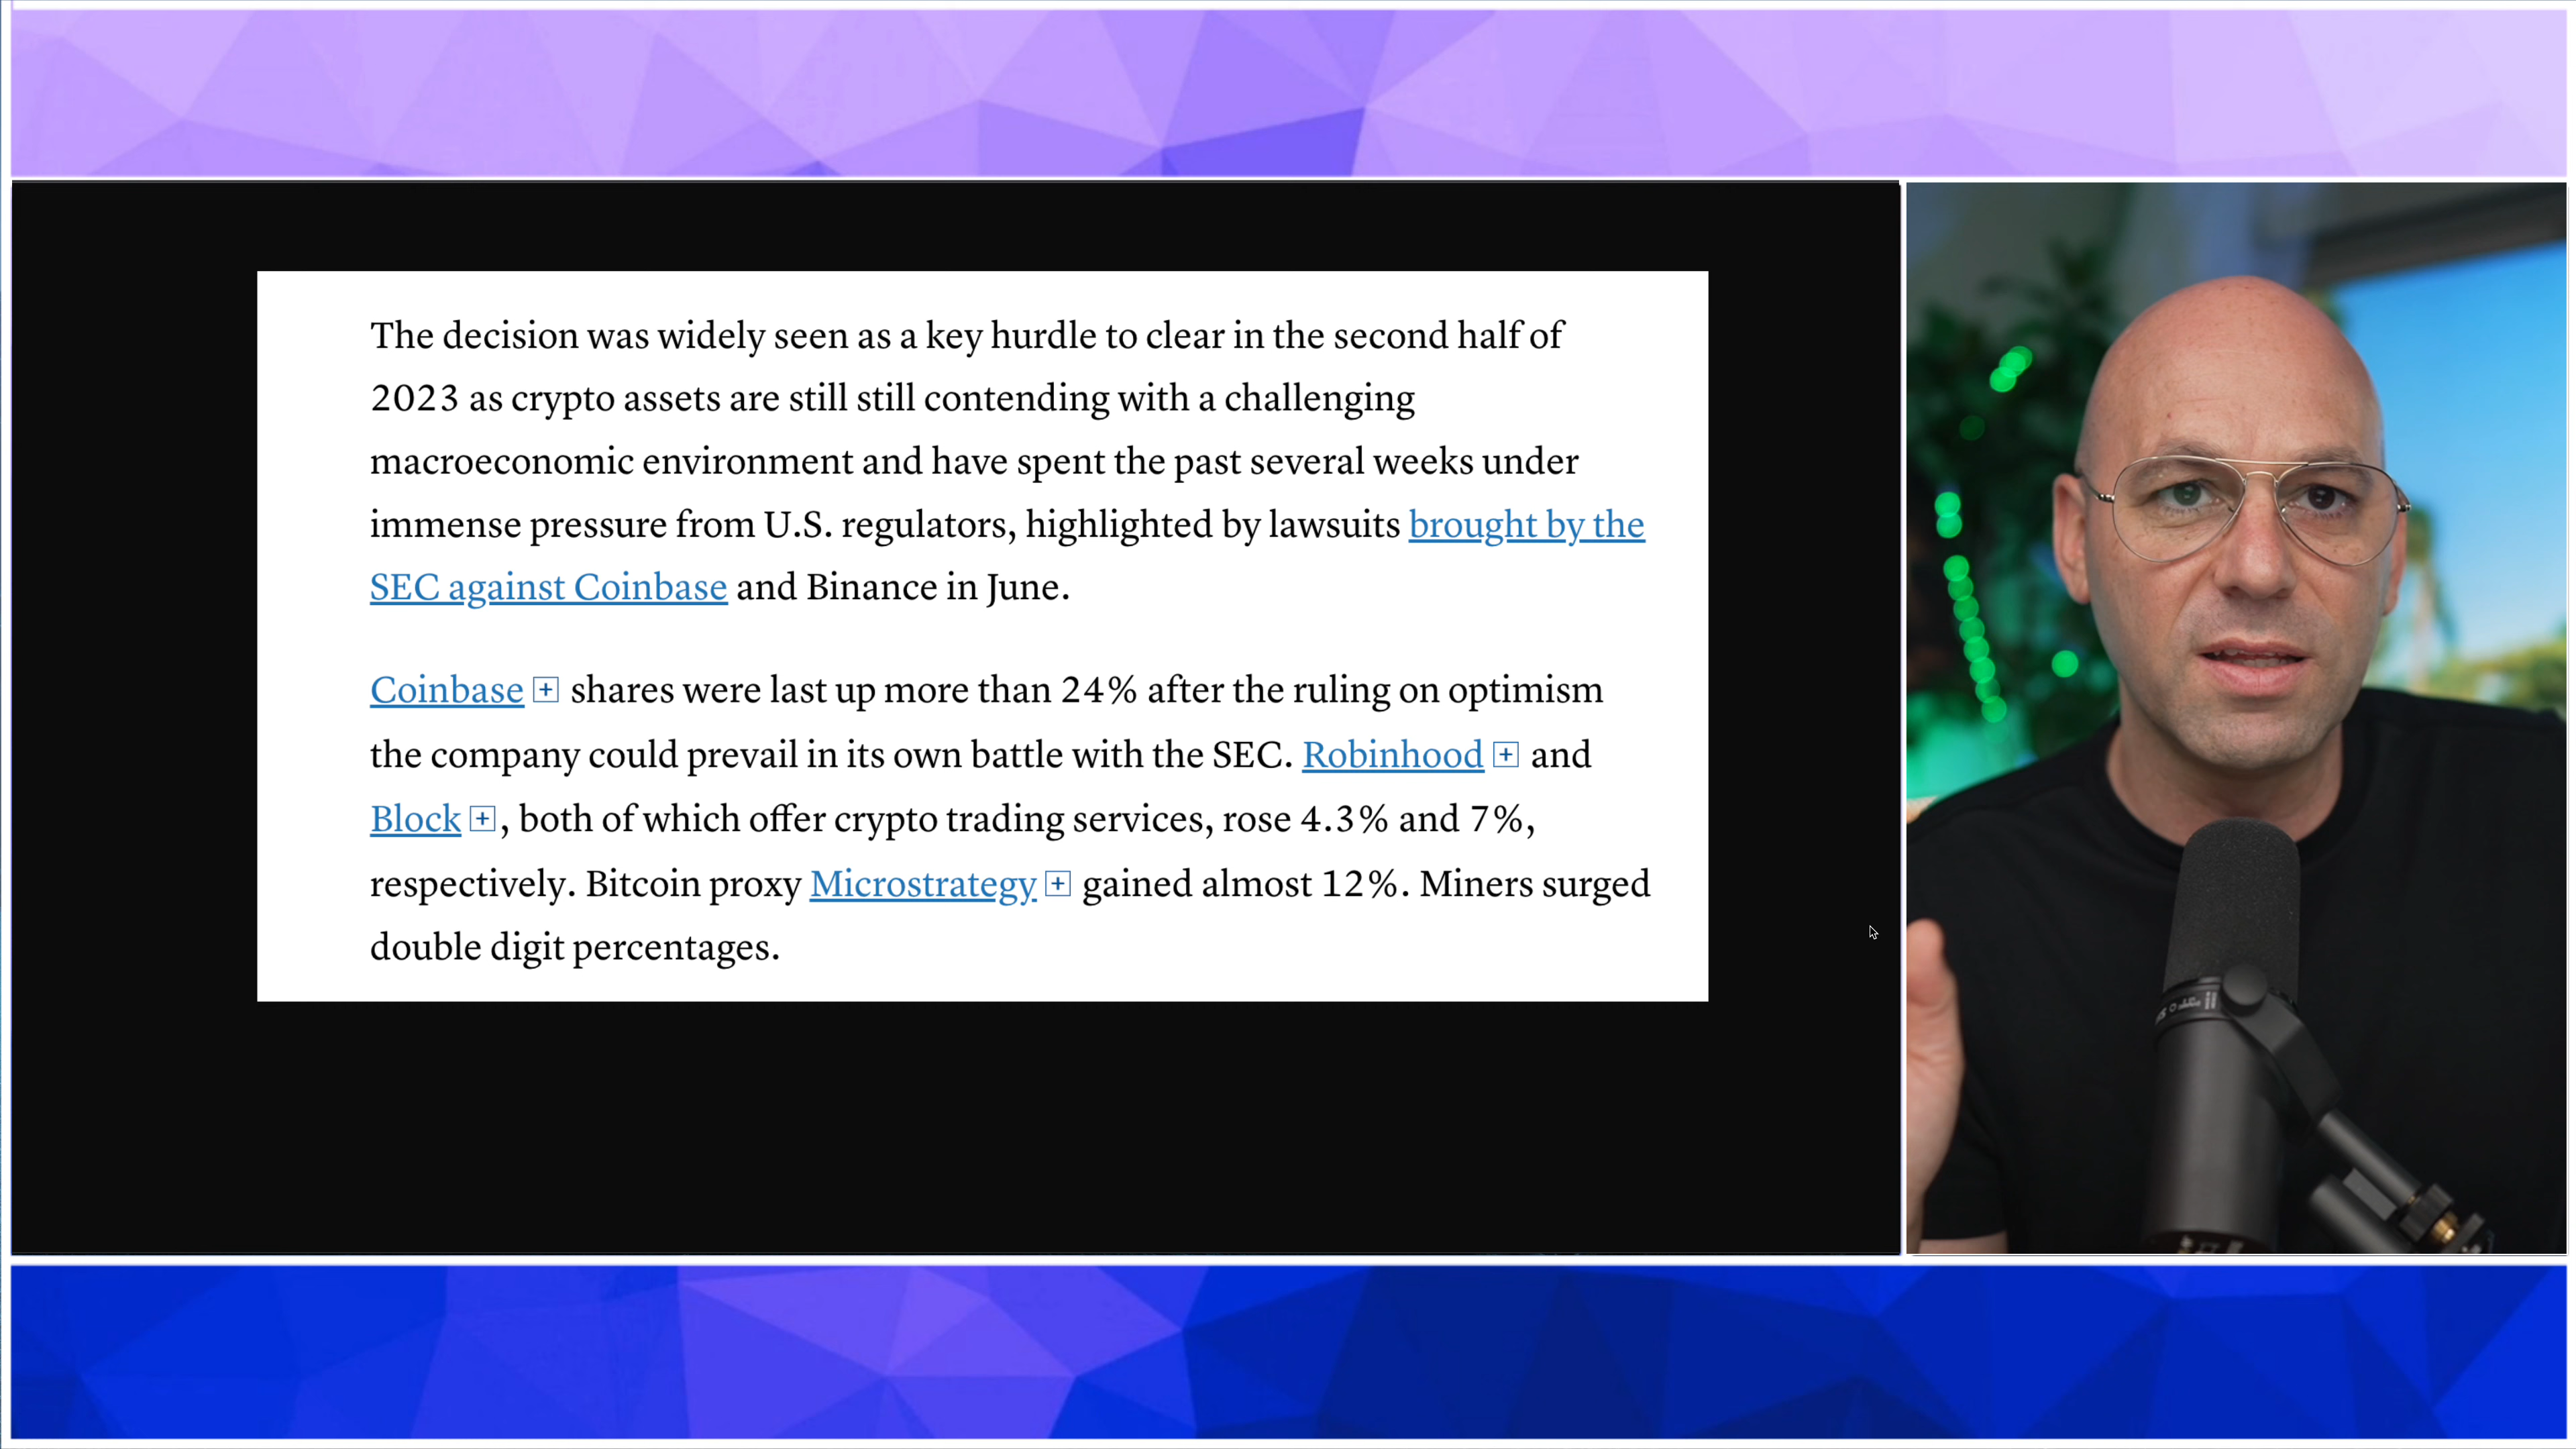 The decision was widely seen as a key hurdle to clear in the second half of
2023 as crypto assets are still still contending with a challenging
macroeconomic environment and have spent the past several weeks under
immense pressure from U.S. regulators, highlighted by lawsuits brought by the
SEC against Coinbase and Binance in June.
Coinbase + shares were last up more than 24% after the ruling on optimism
the company could prevail in its own battle with the SEC. Robinhood + and
Block +, both of which offer crypto trading services, rose 4.3% and 7%,
respectively. Bitcoin proxy Microstrategy + gained almost 12%. Miners surged
double digit percentages.